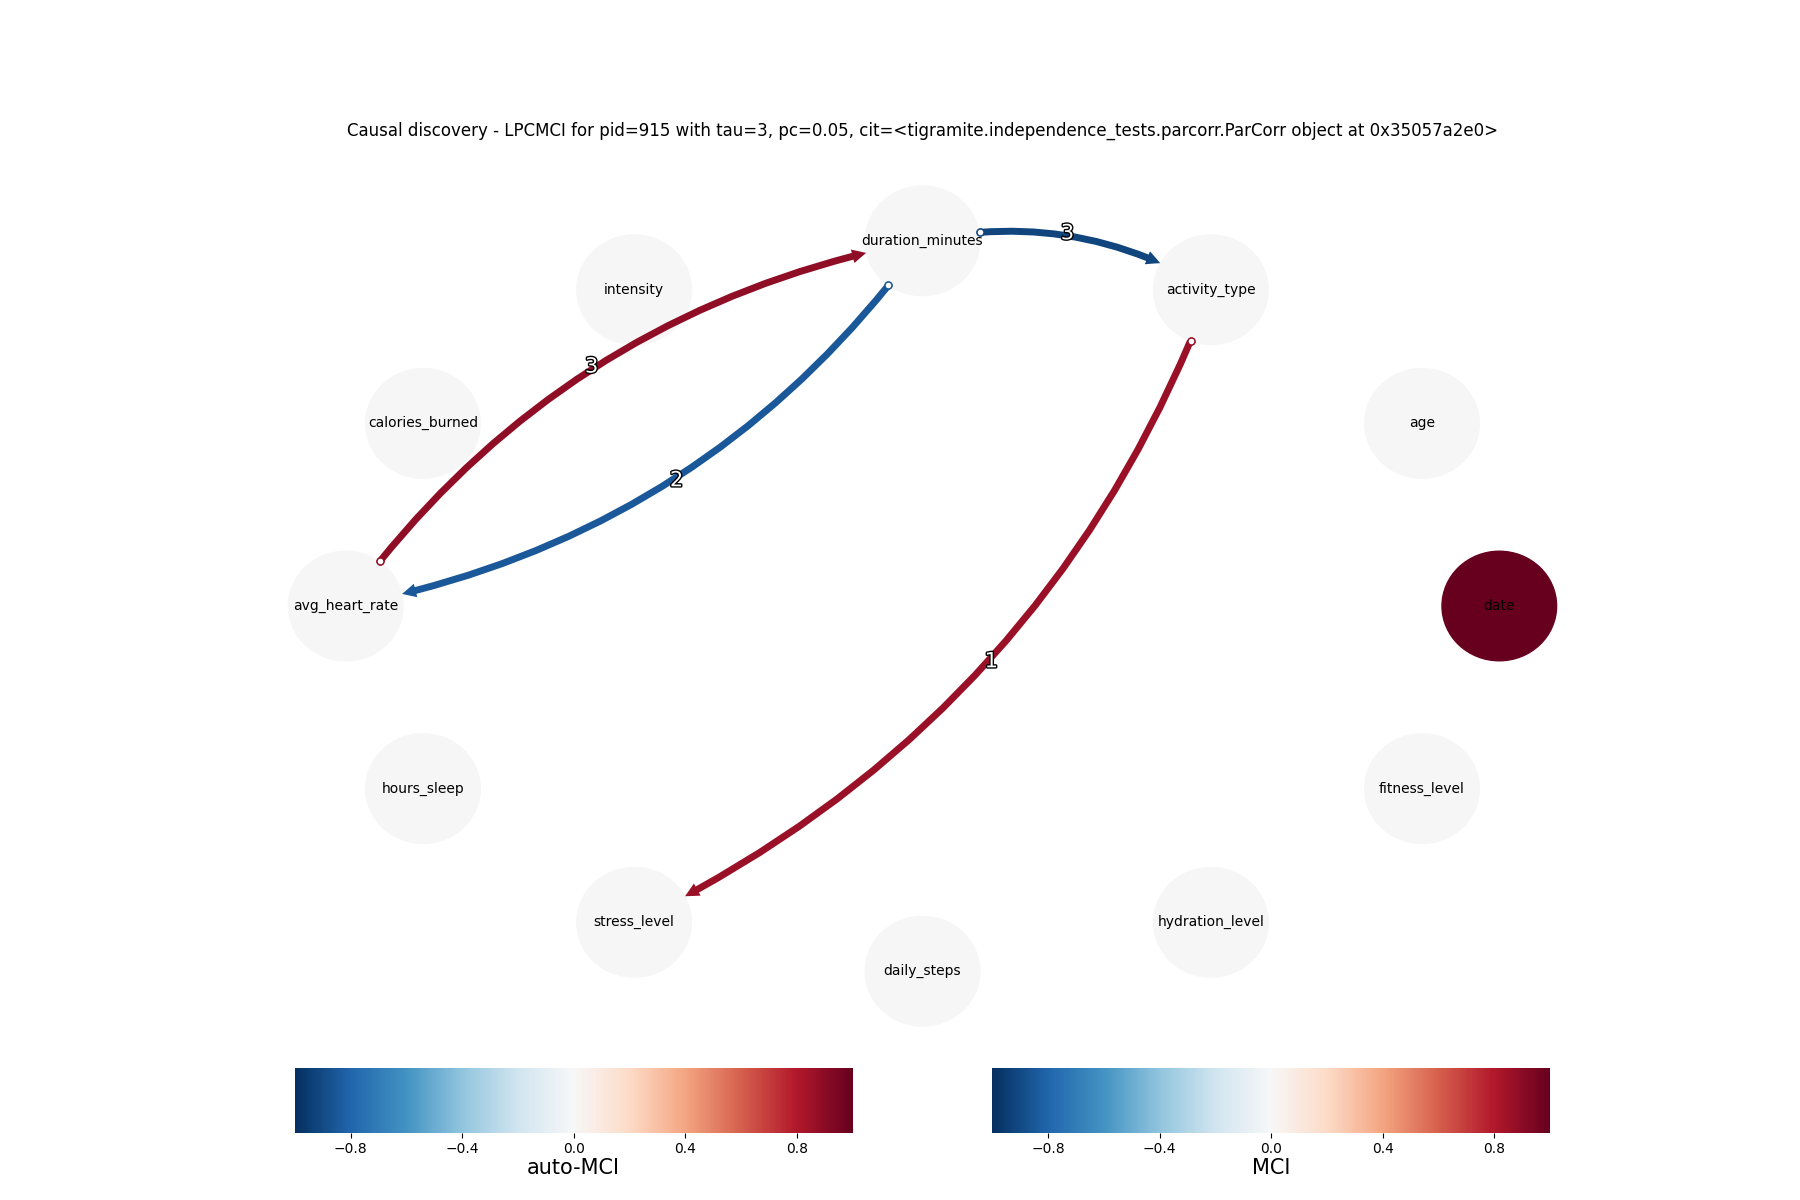 Causal discovery - LPCMCI for pid=915 with tau=3, pc=0.05, cit=<tigramite.independence_tests.parcorr.ParCorr object at 0x35057a2e0>
duration_minutes
3
intensity
activity_type
3
calories_burned
age
2
avg_heart_rate
date
1
hours_sleep
fitness_level
stress_level
hydration_level
daily_steps
−0.8 −0.4 0.0 0.4 0.8
auto-MCI
−0.8 −0.4 0.0 0.4 0.8
MCI